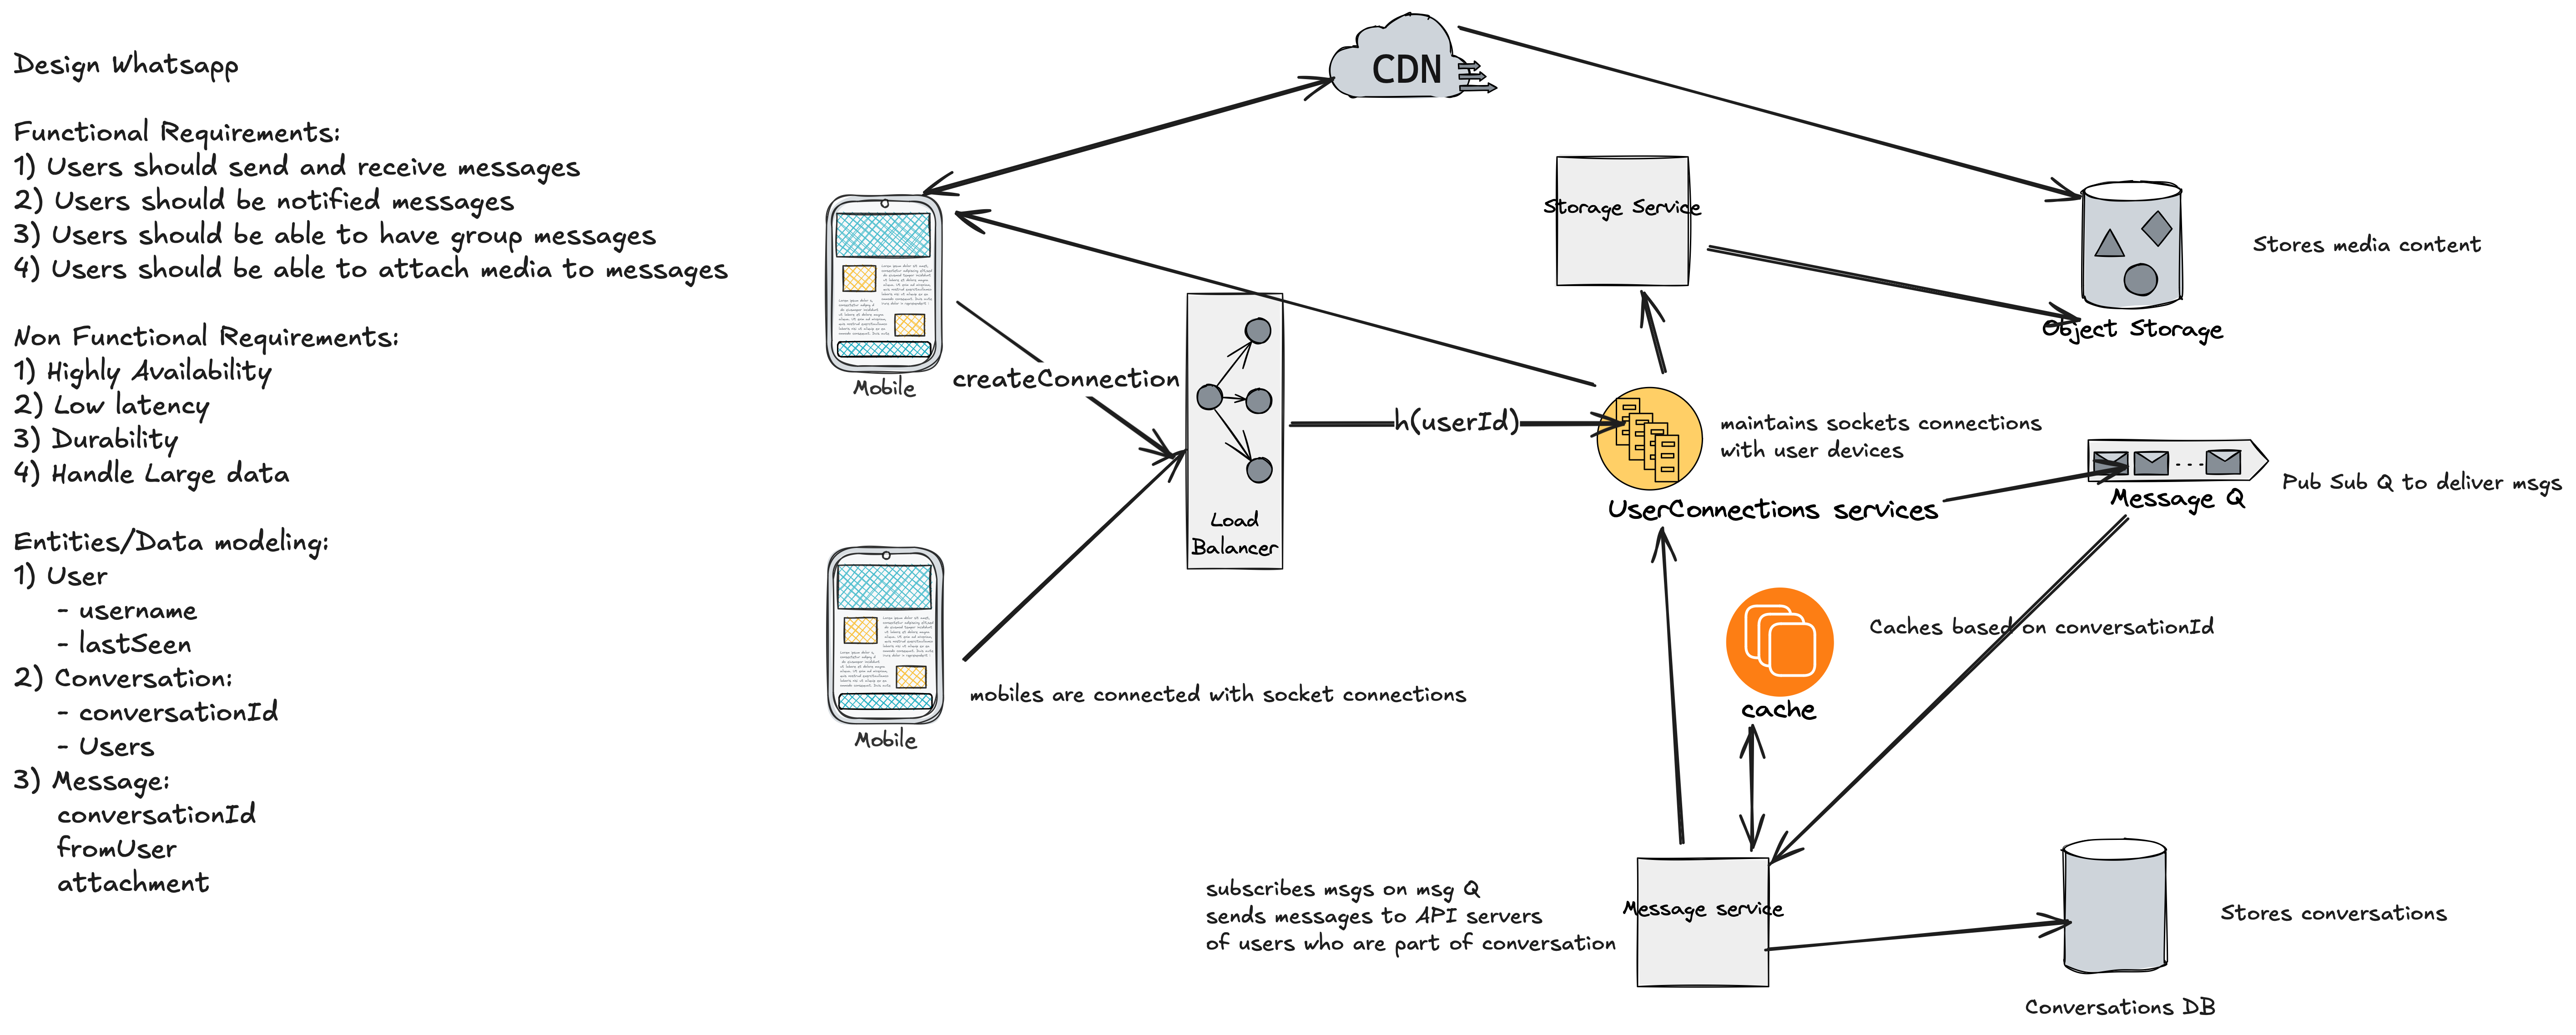 Design Whatsapp
Functional Requirements:
1) Users should send and receive messages
2) Users should be notified messages
3) Users should be able to have group messages
4) Users should be able to attach media to messages
Non Functional Requirements:
1) Highly Availability
2) Low latency
3) Durability
4) Handle Large data
Entities/Data modeling:
1) User
- username
- lastSeen
2) Conversation:
- conversationId
- Users
3) Message:
conversationId
fromUser
attachment
CDN
Storage Service
Stores media content
Object Storage
Mobile
createConnection
h(userId)
Load
Balancer
maintains sockets connections
with user devices
UserConnections services
Message Q
Pub Sub Q to deliver msgs
Caches based on conversationId
cache
mobiles are connected with socket connections
Mobile
subscribes msgs on msg Q
sends messages to API servers
of users who are part of conversation
Message service
Stores conversations
Conversations DB